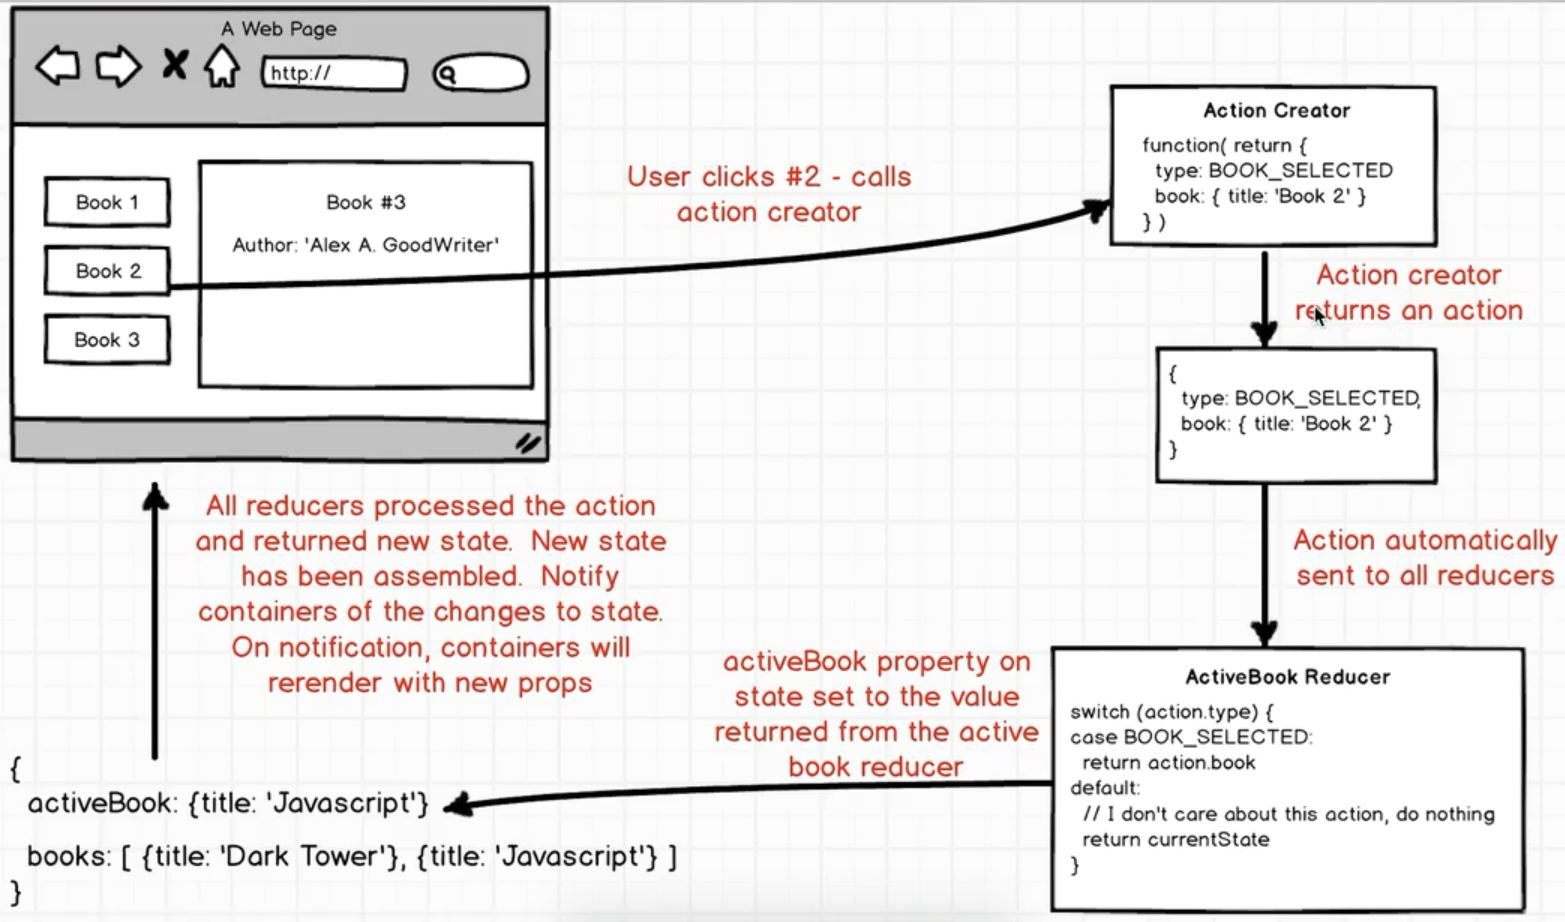 A Web Page
http://
Book 1
Book 2
Book 3
Book #3
Author: 'Alex A. GoodWriter'
User clicks #2 - calls
action creator
Action Creator
function( return {
type: BOOK_SELECTED
book: { title: 'Book 2' }
} )
Action creator
returns an action
{
type: BOOK_SELECTED,
book: { title: 'Book 2' }
}
Action automatically
sent to all reducers
ActiveBook Reducer
switch (action.type) {
case BOOK_SELECTED:
return action.book
default:
// I don't care about this action, do nothing
return currentState
}
activeBook property on
state set to the value
returned from the active
book reducer
All reducers processed the action
and returned new state. New state
has been assembled. Notify
containers of the changes to state.
On notification, containers will
rerender with new props
{
activeBook: {title: 'Javascript'}
books: [ {title: 'Dark Tower'}, {title: 'Javascript'} ]
}